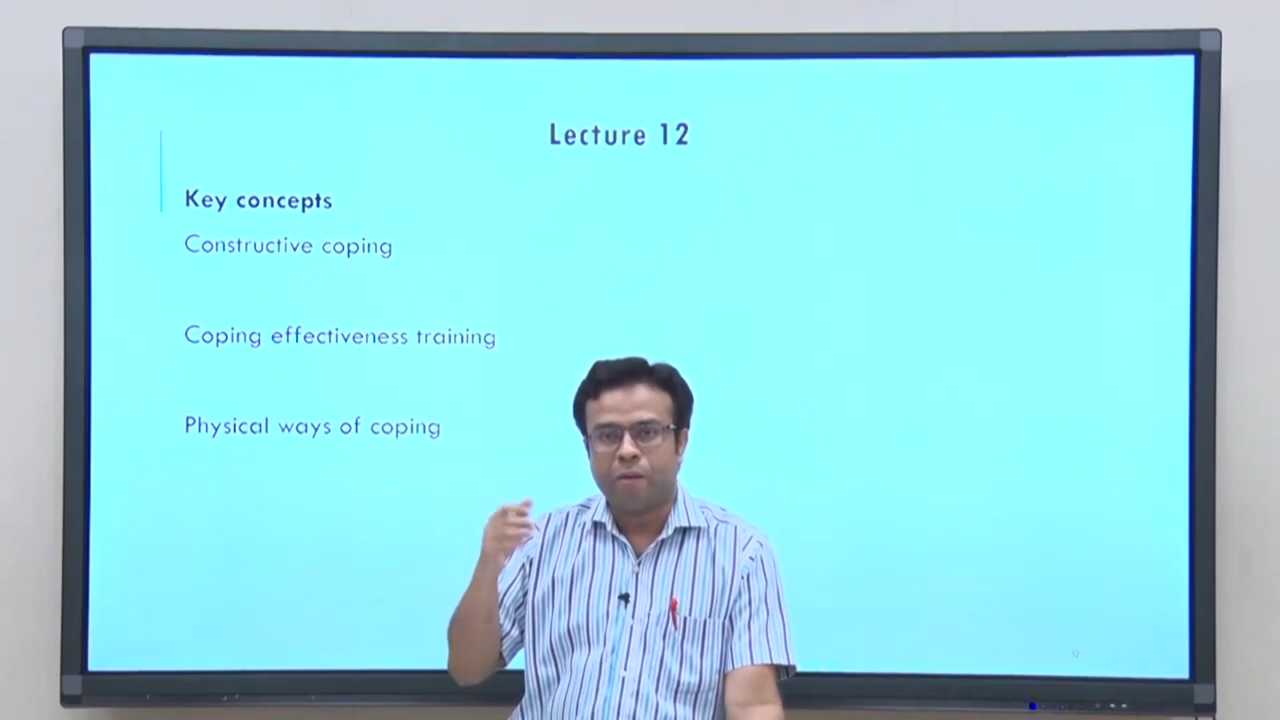 Lecture 12
Key concepts
Constructive coping
Coping effectiveness training
Physical ways of coping